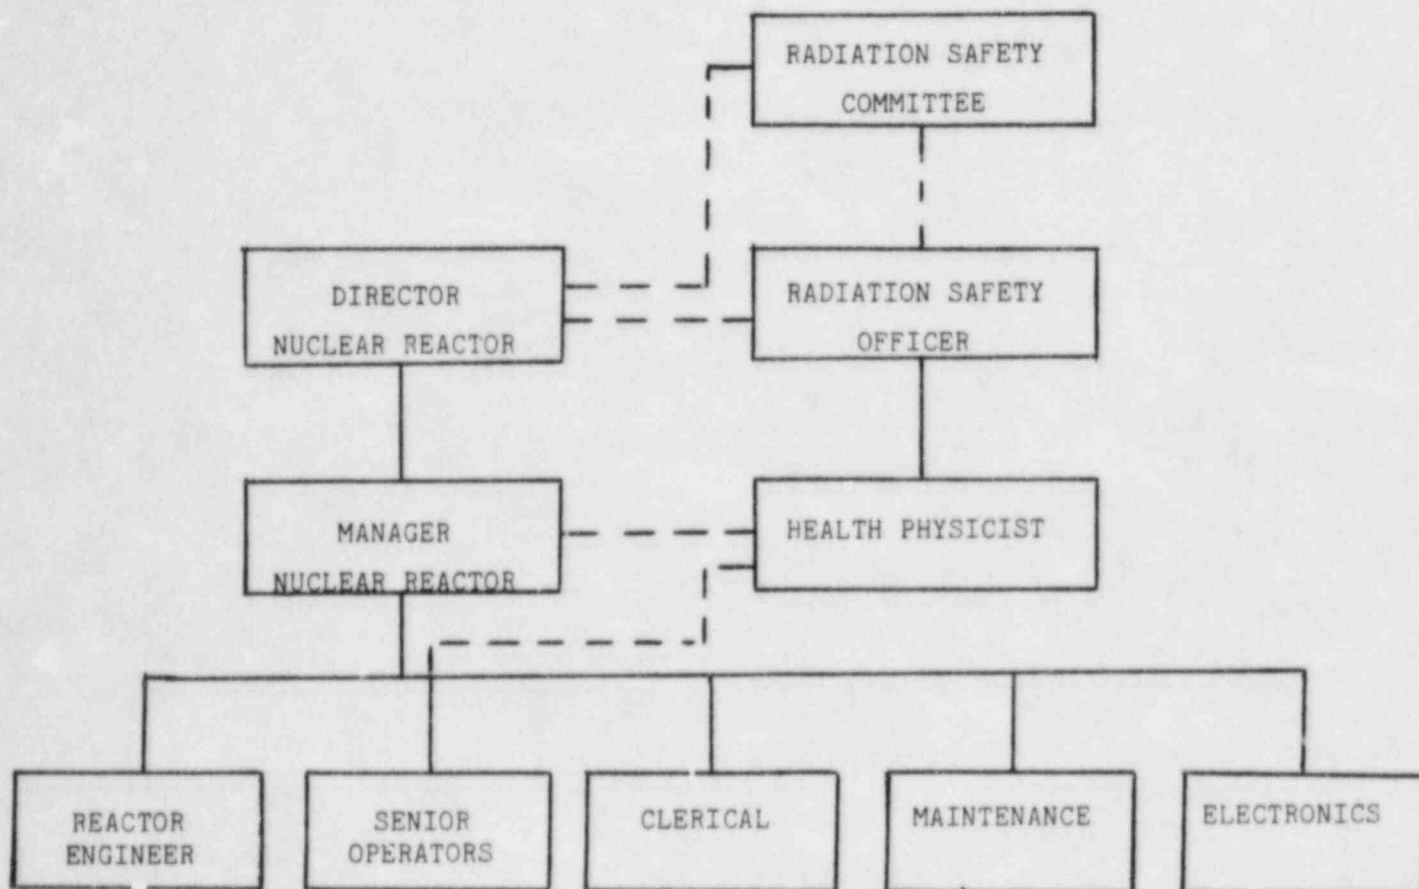 RADIATION SAFETY
COMMITTEE
DIRECTOR
NUCLEAR REACTOR
RADIATION SAFETY
OFFICER
MANAGER
NUCLEAR REACTOR
HEALTH PHYSICIST
REACTOR
ENGINEER
SENIOR
OPERATORS
CLERICAL
MAINTENANCE
ELECTRONICS